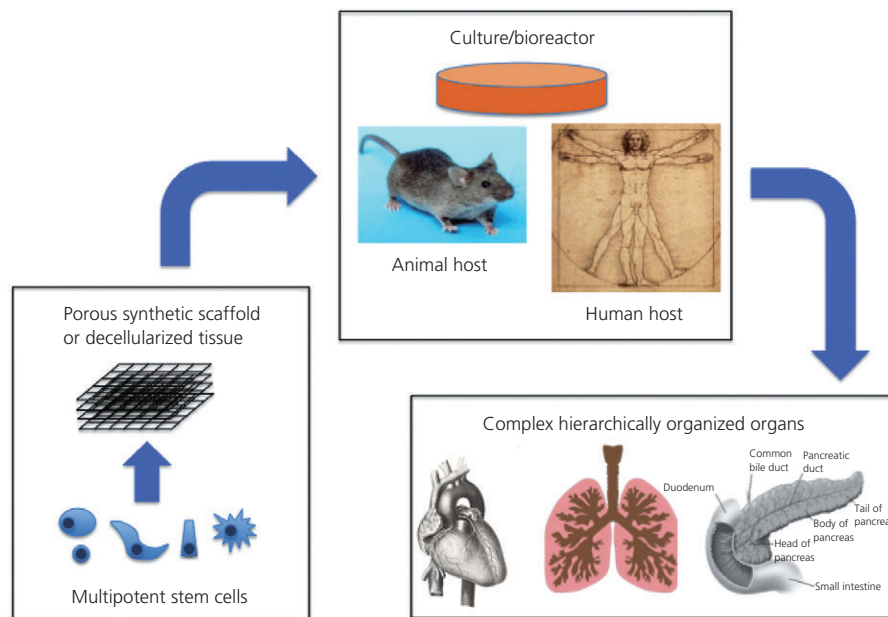 Culture/bioreactor
Animal host
Human host
Porous synthetic scaffold
or decellularized tissue
Multipotent stem cells
Complex hierarchically organized organs
Common
bile duct
Pancreatic
duct
Duodenum
Tail of
pancreas
Body of
pancreas
Head of
pancreas
Small intestine